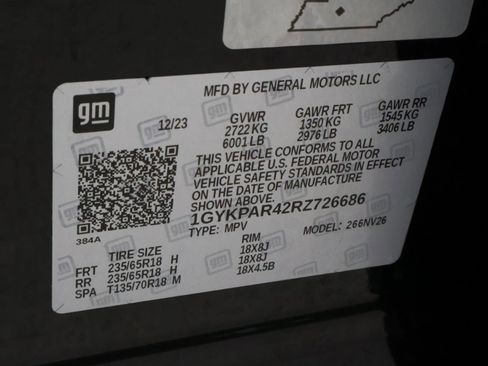 MFD BY GENERAL MOTORS LLC
gm
12/23 GVWR GAWR FRT GAWR RR
2722 KG 1350 KG 1545 KG
6001 LB 2976 LB 3406 LB
THIS VEHICLE CONFORMS TO ALL
APPLICABLE U.S. FEDERAL MOTOR
VEHICLE SAFETY STANDARDS IN EFFECT
ON THE DATE OF MANUFACTURE
SHOWN ABOVE.
1GYKPAR42RZ726686
384A TYPE: MPV MODEL: 266NV26
TIRE SIZE RIM
FRT 235/65R18 H 18X8J
RR 235/65R18 H 18X8J
SPA T135/70R18 M 18X4.5B